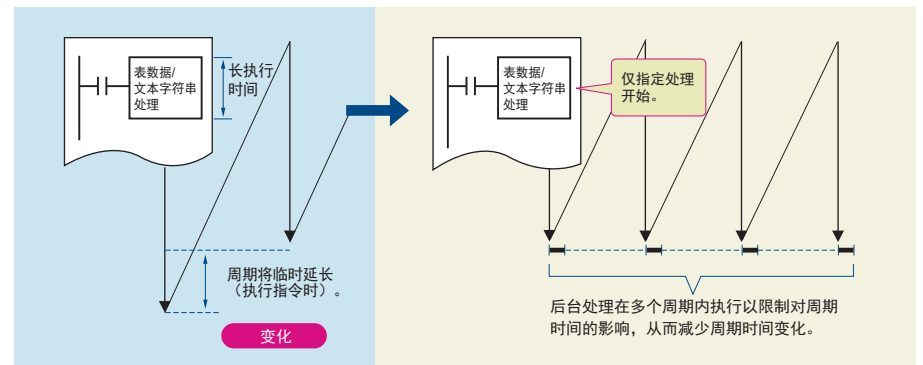 表数据/
文本字符串
处理
长执行
时间
周期将临时延长
（执行指令时）。
变化
表数据/
文本字符串
处理
仅指定处理
开始。
后台处理在多个周期内执行以限制对周期
时间的影响，从而减少周期时间变化。